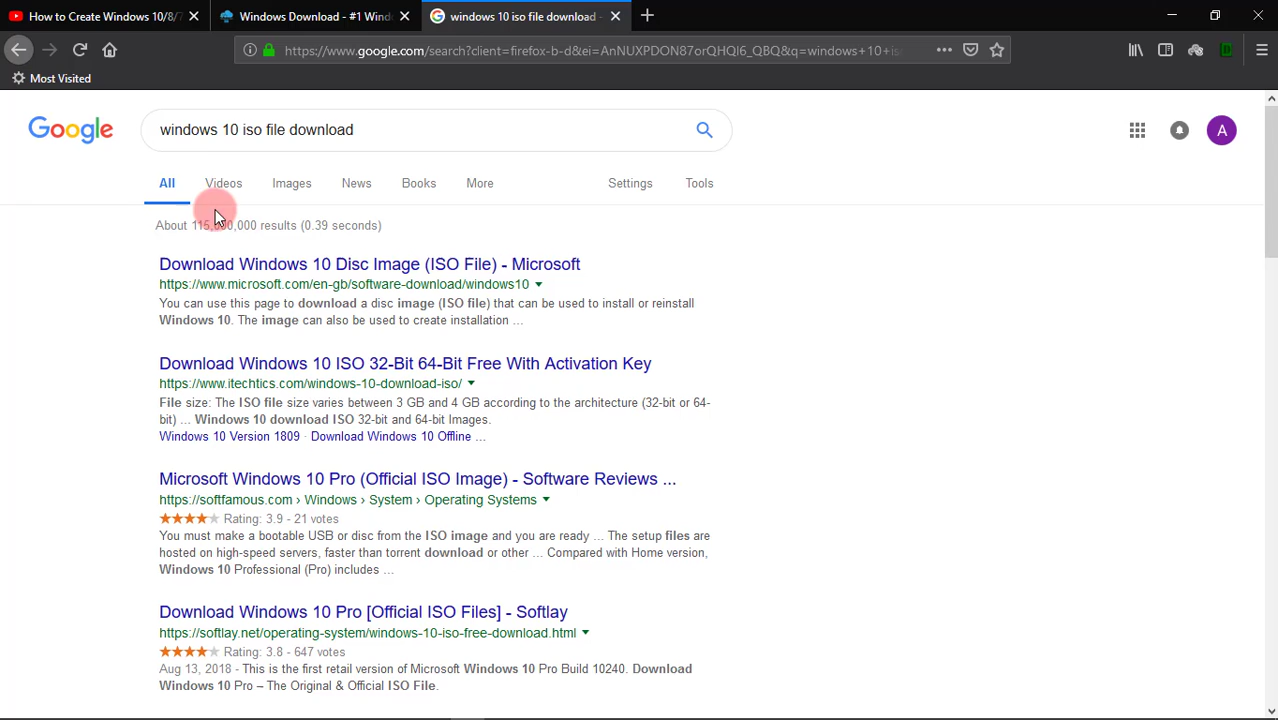 How to Create Windows 10/8/7
Windows Download - #1 Wind
windows 10 iso file download -
https://www.google.com/search?client=firefox-b-d&ei=AnNUXPDON87orQHQI6_QBQ&q=windows+10+is
Most Visited
Google
windows 10 iso file download
A
All Videos Images News Books More Settings Tools
About 115, 0,000 results (0.39 seconds)
Download Windows 10 Disc Image (ISO File) - Microsoft
https://www.microsoft.com/en-gb/software-download/windows10
You can use this page to download a disc image (ISO file) that can be used to install or reinstall
Windows 10. The image can also be used to create installation ...
Download Windows 10 ISO 32-Bit 64-Bit Free With Activation Key
https://www.itechtics.com/windows-10-download-iso/
File size: The ISO file size varies between 3 GB and 4 GB according to the architecture (32-bit or 64-
bit) ... Windows 10 download ISO 32-bit and 64-bit Images.
Windows 10 Version 1809 · Download Windows 10 Offline ...
Microsoft Windows 10 Pro (Official ISO Image) - Software Reviews ...
https://softfamous.com › Windows › System › Operating Systems
Rating: 3.9 - 21 votes
You must make a bootable USB or disc from the ISO image and you are ready ... The setup files are
hosted on high-speed servers, faster than torrent download or other ... Compared with Home version,
Windows 10 Professional (Pro) includes ...
Download Windows 10 Pro [Official ISO Files] - Softlay
https://softlay.net/operating-system/windows-10-iso-free-download.html
Rating: 3.8 - 647 votes
Aug 13, 2018 - This is the first retail version of Microsoft Windows 10 Pro Build 10240. Download
Windows 10 Pro – The Original & Official ISO File.